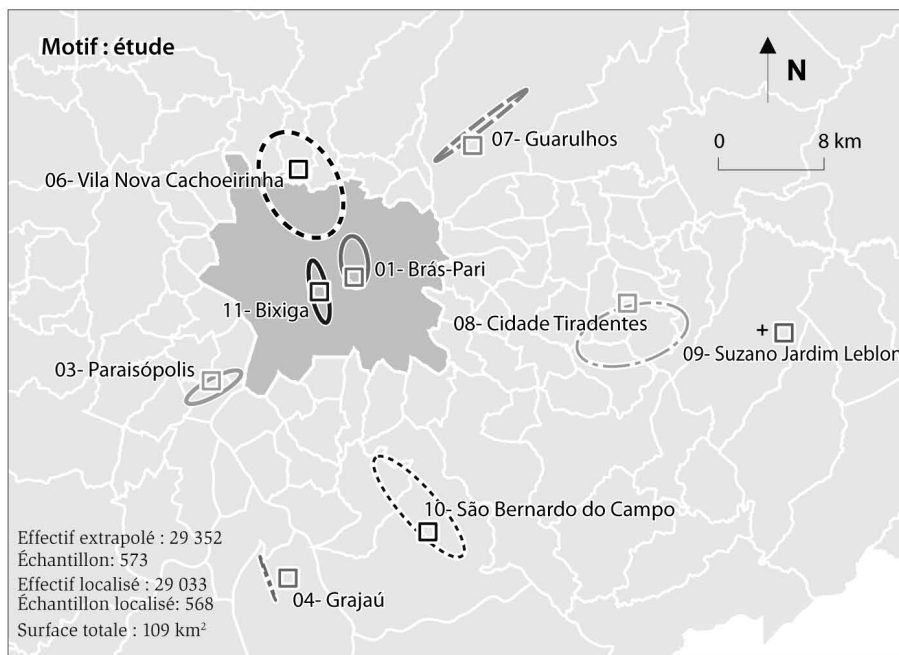 Motif : étude
N
0 8 km
07- Guarulhos
06- Vila Nova Cachoeirinha
01- Brás-Pari
11- Bixiga
08- Cidade Tiradentes
09- Suzano Jardim Leblon
03- Paraisópolis
10- São Bernardo do Campo
04- Grajaú
Effectif extrapolé : 29 352
Échantillon: 573
Effectif localisé : 29 033
Échantillon localisé: 568
Surface totale : 109 km²